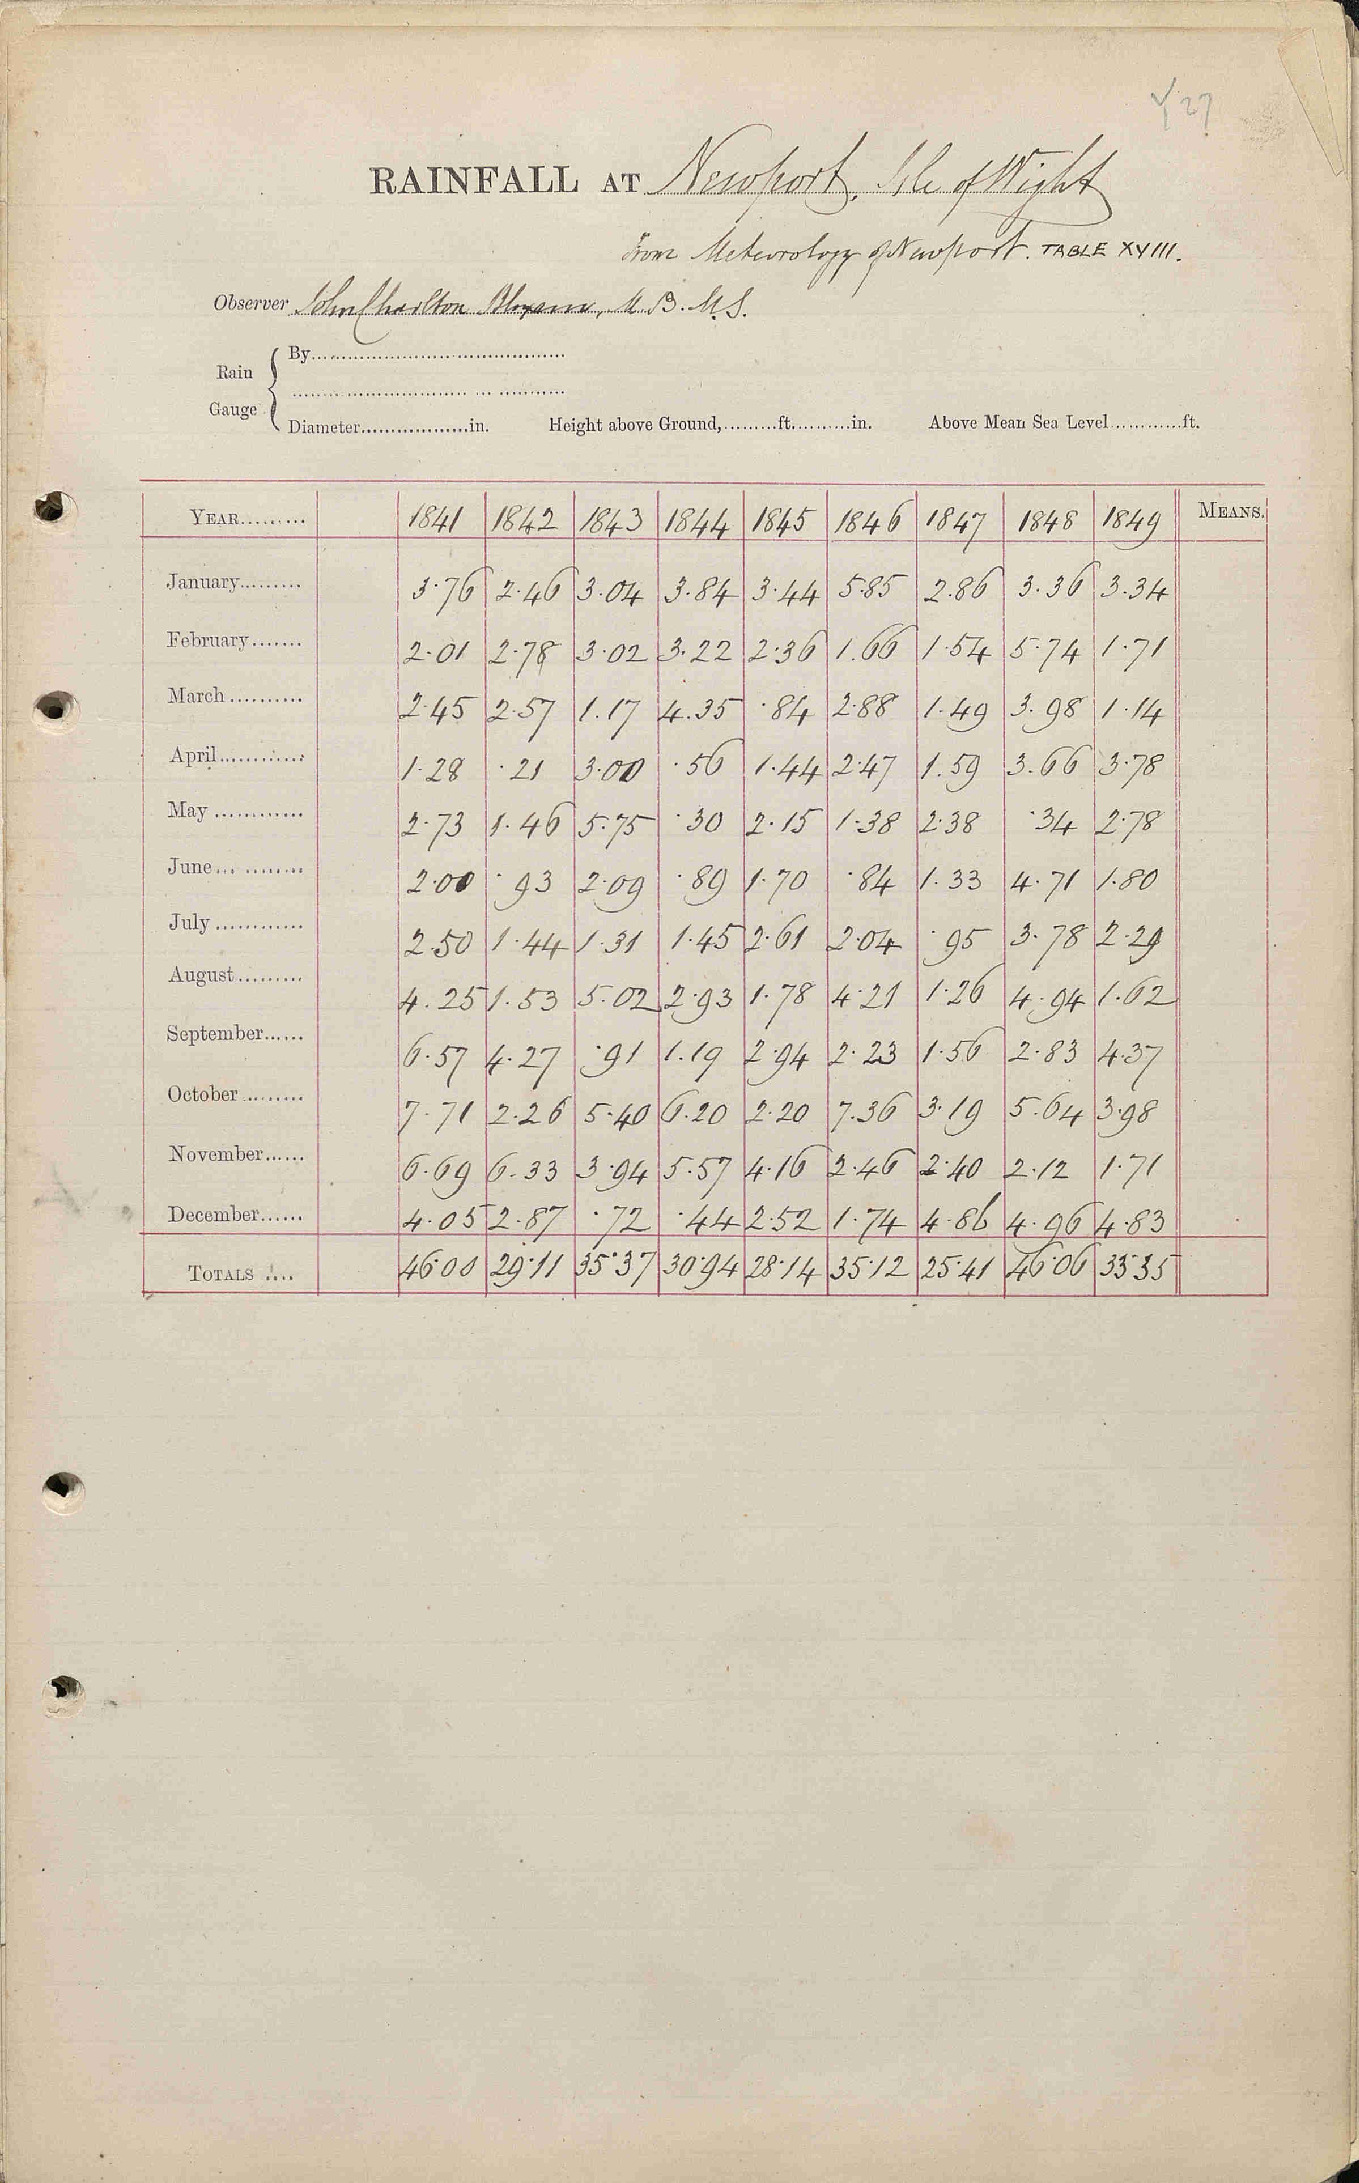 Y 27
RAINFALL AT Newport, Isle of Wight
From Meteorology of Newport. TABLE XVIII.
Observer John Charlton Bloxam, M.B. M.S.
Rain Gauge { By
Diameter in. Height above Ground, ft. in. Above Mean Sea Level ft.
YEAR 1841 1842 1843 1844 1845 1846 1847 1848 1849 MEANS.
January 3.76 2.46 3.04 3.84 3.44 5.85 2.86 3.36 3.34
February 2.01 2.78 3.02 3.22 2.36 1.66 1.54 5.74 1.71
March 2.45 2.57 1.17 4.35 .84 2.88 1.49 3.98 1.14
April 1.28 .21 3.00 .56 1.44 2.47 1.59 3.66 3.78
May 2.73 1.46 5.75 .30 2.15 1.38 2.38 .34 2.78
June 2.00 .93 2.09 .89 1.70 .84 1.33 4.71 1.80
July 2.50 1.44 1.31 1.45 2.61 2.04 .95 3.78 2.29
August 4.25 1.53 5.02 2.93 1.78 4.21 1.26 4.94 1.62
September 6.57 4.27 .91 1.19 2.94 2.23 1.56 2.83 4.37
October 7.71 2.26 5.40 6.20 2.20 7.36 3.19 5.64 3.98
November 6.69 6.33 3.94 5.57 4.16 2.46 2.40 2.12 1.71
December 4.05 2.87 .72 .44 2.52 1.74 4.86 4.96 4.83
TOTALS 46.00 29.11 35.37 30.94 28.14 35.12 25.41 46.06 33.35